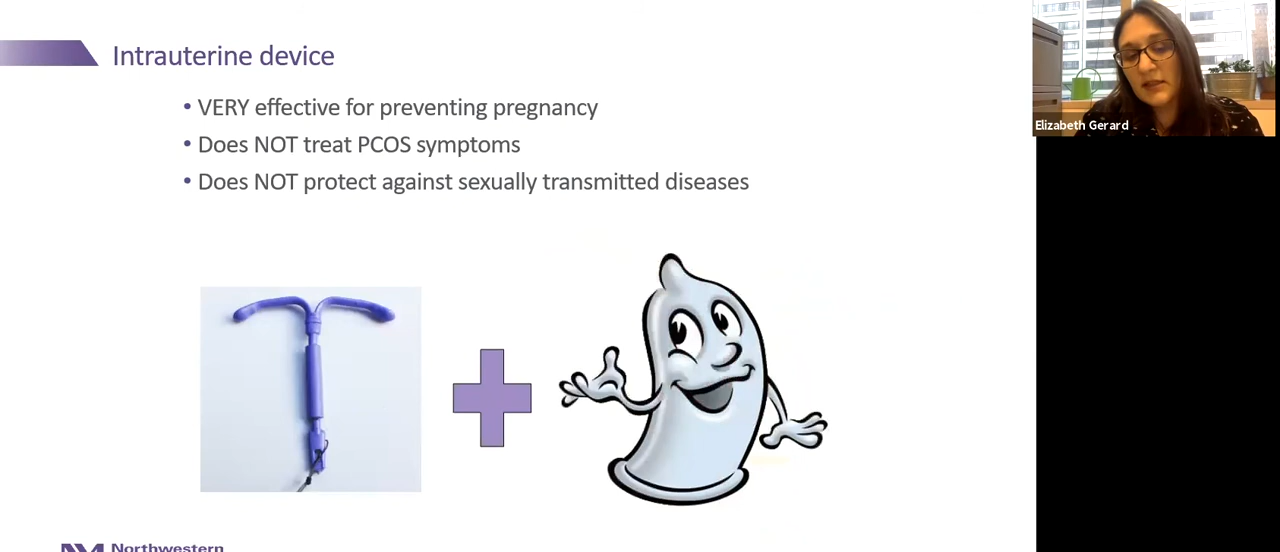 Intrauterine device
• VERY effective for preventing pregnancy
• Does NOT treat PCOS symptoms
• Does NOT protect against sexually transmitted diseases
Elizabeth Gerard
NM Northwestern